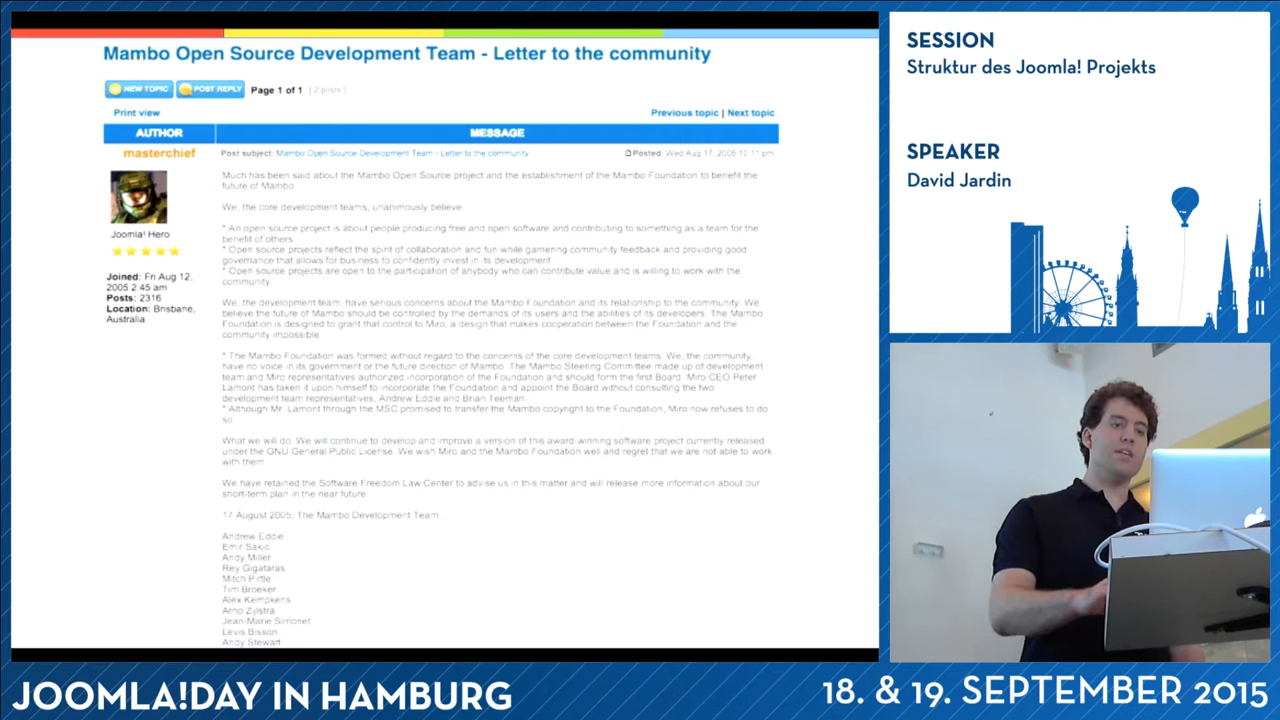 Mambo Open Source Development Team - Letter to the community
NEW TOPIC POST REPLY Page 1 of 1 [ 2 posts ]
Print view Previous topic | Next topic
AUTHOR MESSAGE
masterchief Post subject: Mambo Open Source Development Team - Letter to the community Posted: Wed Aug 17, 2005 10:11 pm
Joomla! Hero
Joined: Fri Aug 12,
2005 2:45 am
Posts: 2316
Location: Brisbane,
Australia
Much has been said about the Mambo Open Source project and the establishment of the Mambo Foundation to benefit the
future of Mambo.
We, the core development teams, unanimously believe:
* An open source project is about people producing free and open software and contributing to something as a team for the
benefit of others
* Open source projects reflect the spirit of collaboration and fun while garnering community feedback and providing good
governance that allows for business to confidently invest in its development
* Open source projects are open to the participation of anybody who can contribute value and is willing to work with the
community.
We, the development team, have serious concerns about the Mambo Foundation and its relationship to the community. We
believe the future of Mambo should be controlled by the demands of its users and the abilities of its developers. The Mambo
Foundation is designed to grant that control to Miro, a design that makes cooperation between the Foundation and the
community impossible.
* The Mambo Foundation was formed without regard to the concerns of the core development teams. We, the community,
have no voice in its government or the future direction of Mambo. The Mambo Steering Committee made up of development
team and Miro representatives authorized incorporation of the Foundation and should form the first Board. Miro CEO Peter
Lamont has taken it upon himself to incorporate the Foundation and appoint the Board without consulting the two
development team representatives, Andrew Eddie and Brian Teeman
* Although Mr. Lamont through the MSC promised to transfer the Mambo copyright to the Foundation, Miro now refuses to do
so.
What we will do. We will continue to develop and improve a version of this award-winning software project currently released
under the GNU General Public License. We wish Miro and the Mambo Foundation well and regret that we are not able to work
with them
We have retained the Software Freedom Law Center to advise us in this matter and will release more information about our
short-term plan in the near future.
17 August 2005, The Mambo Development Team.
Andrew Eddie
Emir Sakic
Andy Miller
Rey Gigataras
Mitch Pirtle
Tim Broeker
Alex Kempkens
Arno Zijlstra
Jean-Marie Simonet
Levis Bisson
Andy Stewart
SESSION
Struktur des Joomla! Projekts
SPEAKER
David Jardin
JOOMLA!DAY IN HAMBURG
18. & 19. SEPTEMBER 2015